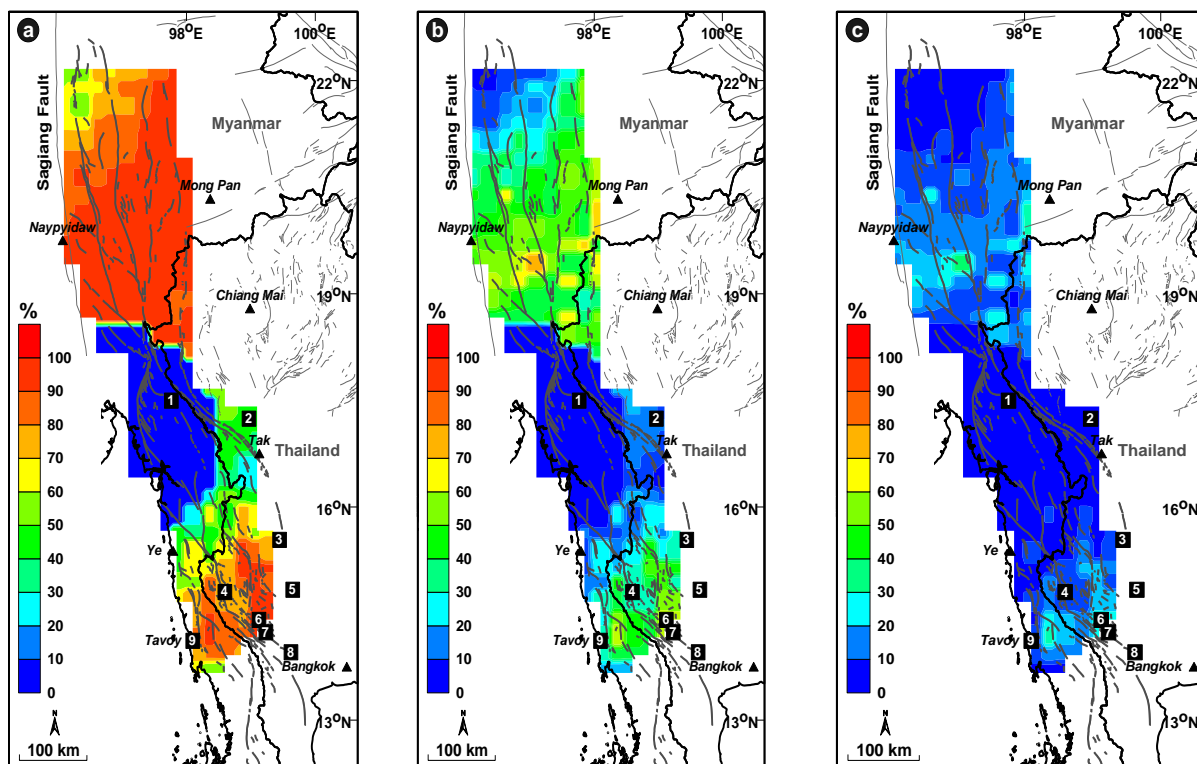 a
98°E
100°E
22°N
Sagiang Fault
Myanmar
Mong Pan
Naypyidaw
Chiang Mai
19°N
%
100
90
80
70
60
50
40
30
20
10
0
1
2
Tak
Thailand
16°N
3
Ye
4
5
6
7
Tavoy
9
8
Bangkok
13°N
N
100 km
b
98°E
100°E
22°N
Sagiang Fault
Myanmar
Mong Pan
Naypyidaw
Chiang Mai
19°N
%
100
90
80
70
60
50
40
30
20
10
0
1
2
Tak
Thailand
16°N
3
Ye
4
5
6
7
Tavoy
9
8
Bangkok
13°N
N
100 km
c
98°E
100°E
22°N
Sagiang Fault
Myanmar
Mong Pan
Naypyidaw
Chiang Mai
19°N
%
100
90
80
70
60
50
40
30
20
10
0
1
2
Tak
Thailand
16°N
3
Ye
4
5
6
7
Tavoy
9
8
Bangkok
13°N
N
100 km